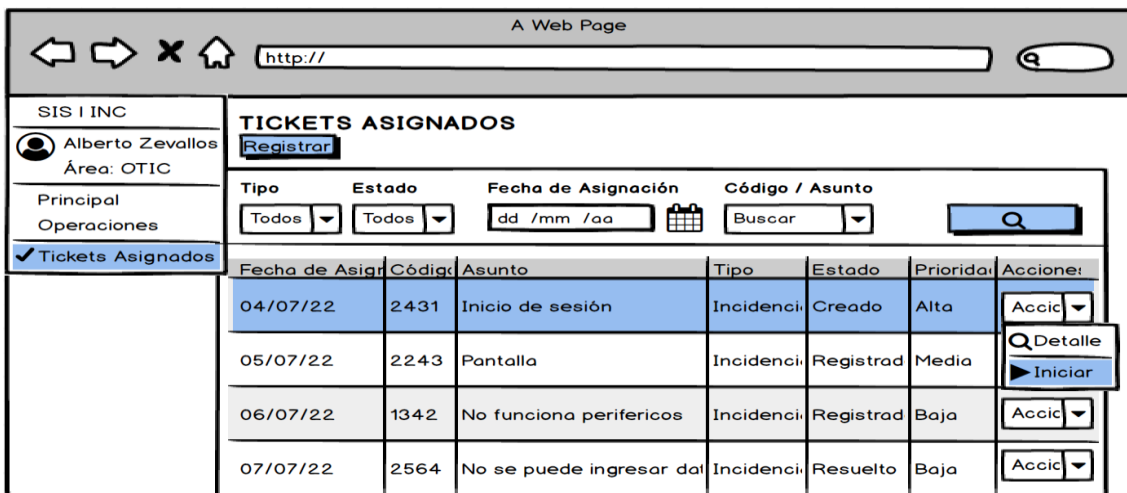 A Web Page
http://
SIS I INC
Alberto Zevallos
Área: OTIC
Principal
Operaciones
Tickets Asignados
TICKETS ASIGNADOS
Registrar
Tipo Estado Fecha de Asignación Código / Asunto
Todos Todos dd /mm /aa Buscar
Fecha de Asigr Código Asunto Tipo Estado Prioridad Acciones
04/07/22 2431 Inicio de sesión Incidenci Creado Alta Accic
Detalle
Iniciar
05/07/22 2243 Pantalla Incidenci Registrad Media
06/07/22 1342 No funciona perifericos Incidenci Registrad Baja Accic
07/07/22 2564 No se puede ingresar dat Incidenci Resuelto Baja Accic